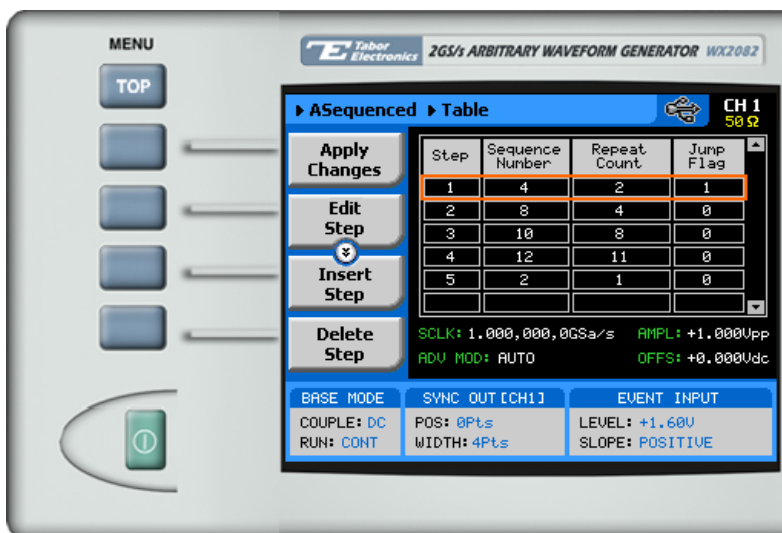 MENU
TOP
Tabor Electronics 2GS/s ARBITRARY WAVEFORM GENERATOR WX2082
ASequenced Table CH 1
50 Ω
Apply Changes
Edit Step
Insert Step
Delete Step
Step Sequence Number Repeat Count Jump Flag
1 4 2 1
2 8 4 0
3 10 8 0
4 12 11 0
5 2 1 0
SCLK: 1.000,000,0GSa/s AMPL: +1.000Vpp
ADV MOD: AUTO OFFS: +0.000Vdc
BASE MODE
COUPLE: DC
RUN: CONT
SYNC OUT [CH1]
POS: 0Pts
WIDTH: 4Pts
EVENT INPUT
LEVEL: +1.60V
SLOPE: POSITIVE